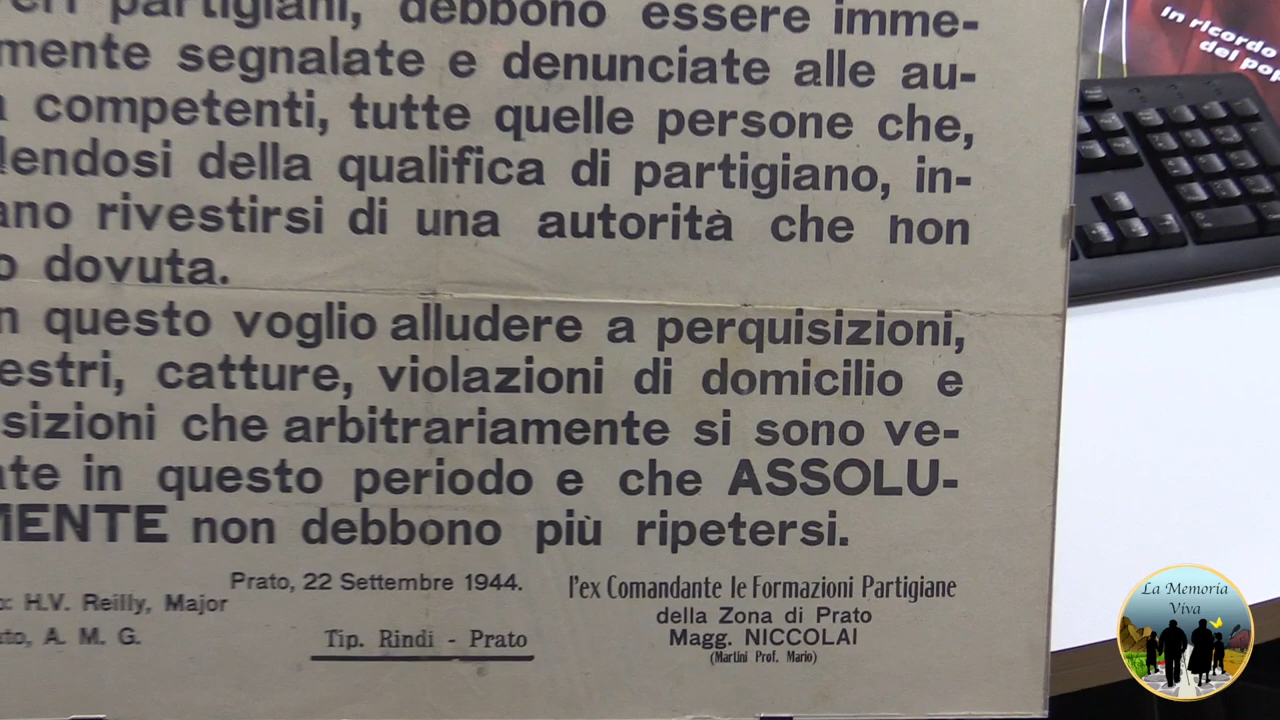 partigiani, debbono essere imme-
mente segnalate e denunciate alle au-
competenti, tutte quelle persone che,
lendosi della qualifica di partigiano, in-
ano rivestirsi di una autorità che non
o dovuta.
n questo voglio alludere a perquisizioni,
estri, catture, violazioni di domicilio e
sizioni che arbitrariamente si sono ve-
ate in questo periodo e che ASSOLU-
MENTE non debbono più ripetersi.
Prato, 22 Settembre 1944.
o: H.V. Reilly, Major
to, A. M. G.
Tip. Rindi - Prato
l'ex Comandante le Formazioni Partigiane
della Zona di Prato
Magg. NICCOLAI
(Martini Prof. Mario)
In ricordo
del pop
La Memoria
Viva